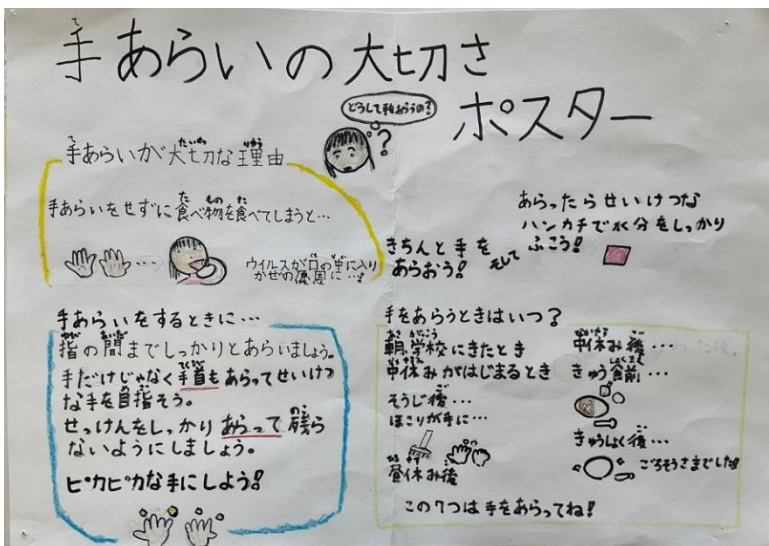 手あらいの大切さ
ポスター
どうして手あらうの?
?
手あらいが大切な理由
手あらいをせずに食べ物を食べてしまうと…
ウイルスが口の中に入り
かぜの原因に…!
きちんと手を
あらおう!
そして
あらったらせいけつな
ハンカチで水分をしっかり
ふこう!
手あらいをするときに…
指の間までしっかりとあらいましょう。
手だけじゃなく手首もあらってせいけつ
な手を目指そう。
せっけんをしっかりあらって残ら
ないようにしましょう。
ピカピカな手にしよう!
手をあらうときはいつ?
朝学校にきたとき
中休みがはじまるとき
そうじ後…
ほこりが手に…
昼休み後
中休み後…
きゅう食前…
きゅうしょく後…
ごちそうさまでした!
この7つは手をあらってね!